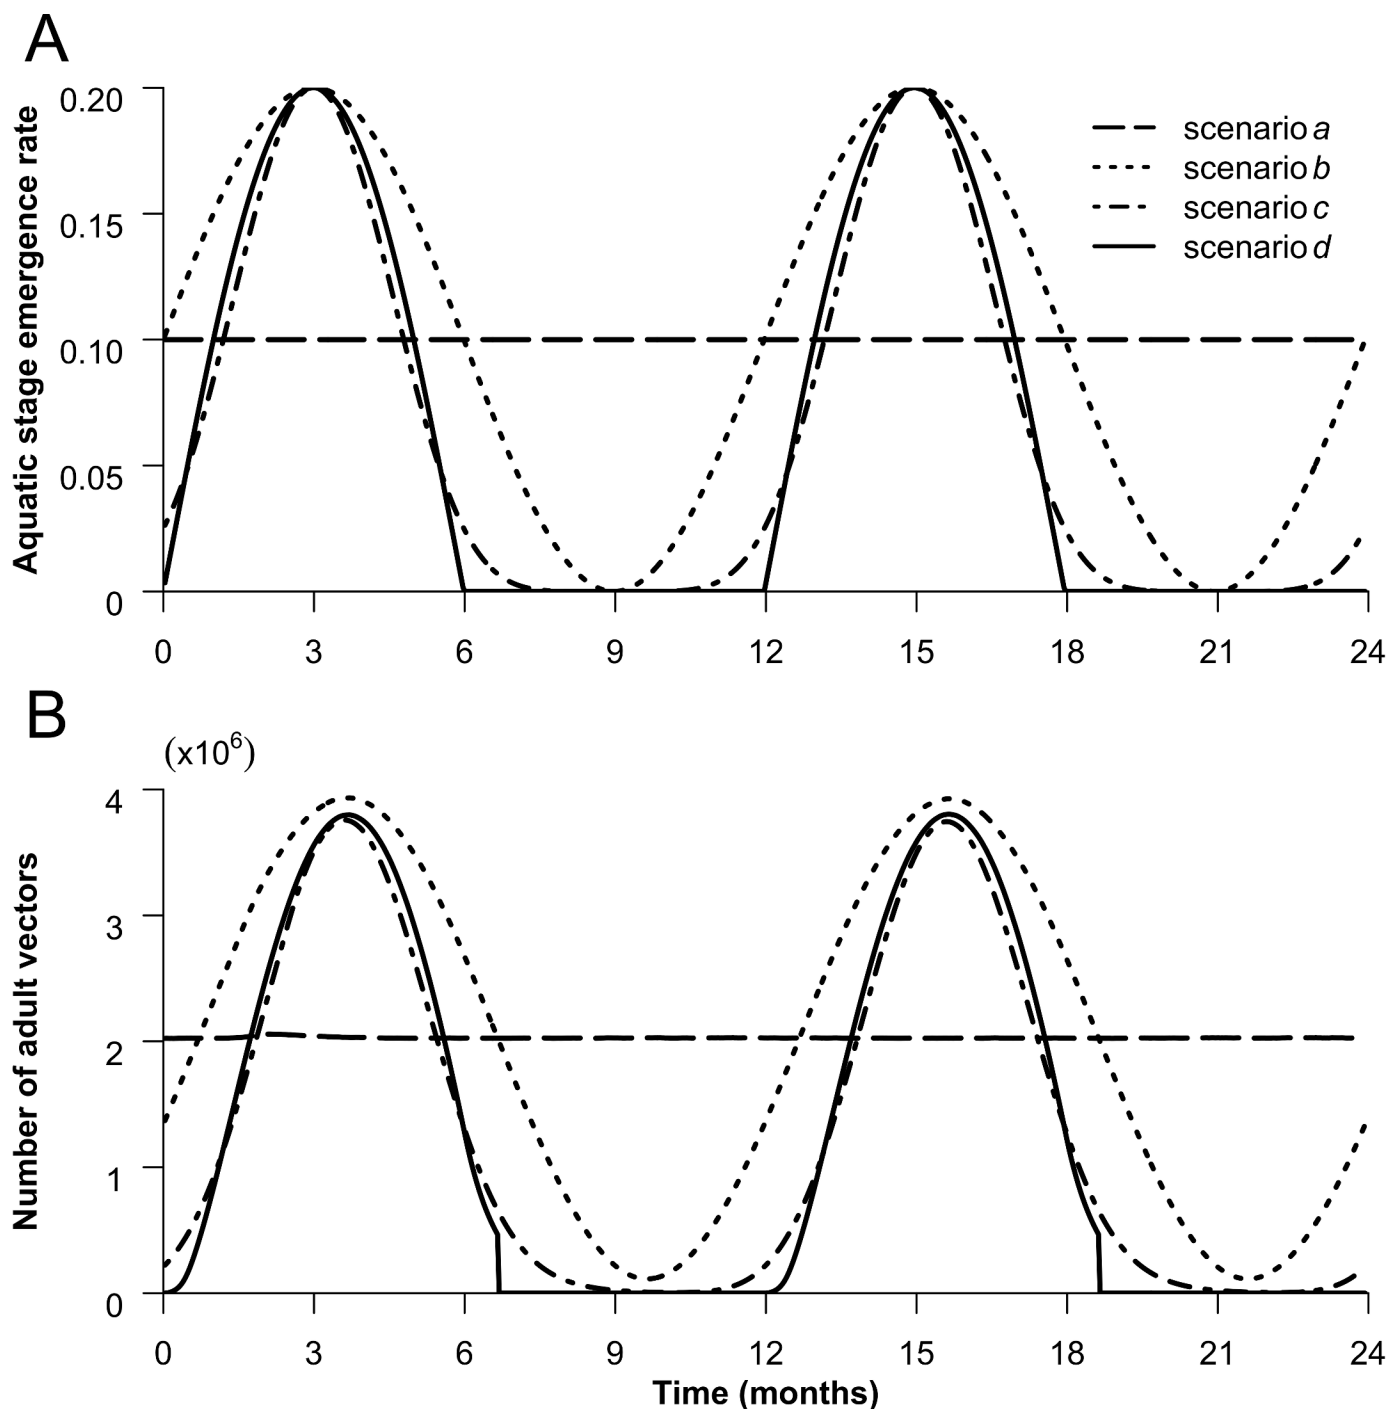 A
Aquatic stage emergence rate
0.20
0.15
0.10
0.05
0
scenario a
scenario b
scenario c
scenario d
0 3 6 9 12 15 18 21 24
B
(x10⁶)
Number of adult vectors
4
3
2
1
0
0 3 6 9 12 15 18 21 24
Time (months)